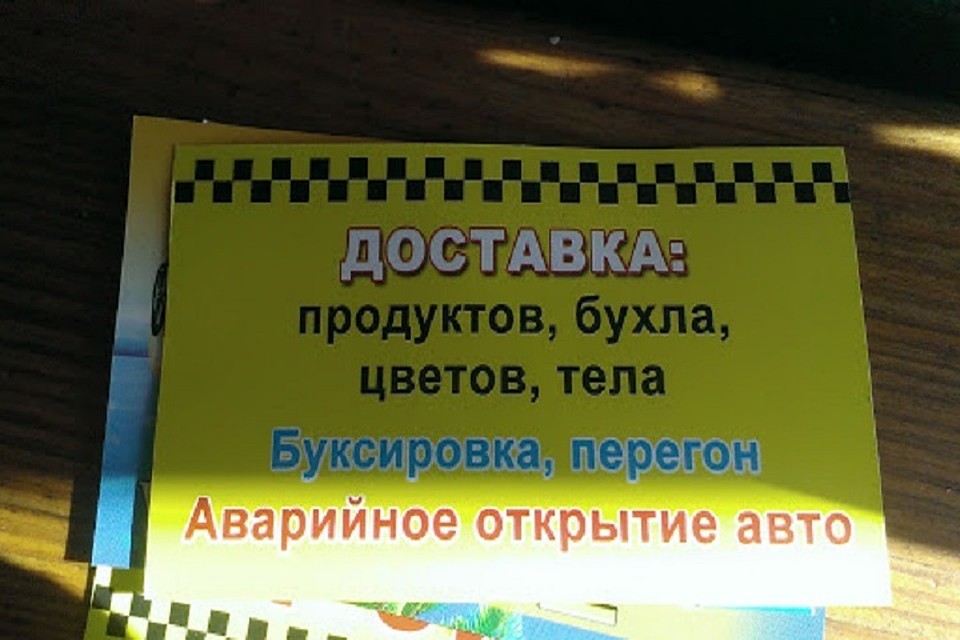 ДОСТАВКА:
продуктов, бухла,
цветов, тела
Буксировка, перегон
Аварийное открытие авто